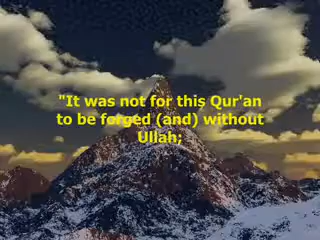 "It was not for this Qur'an
to be forged (and) without
Ullah;